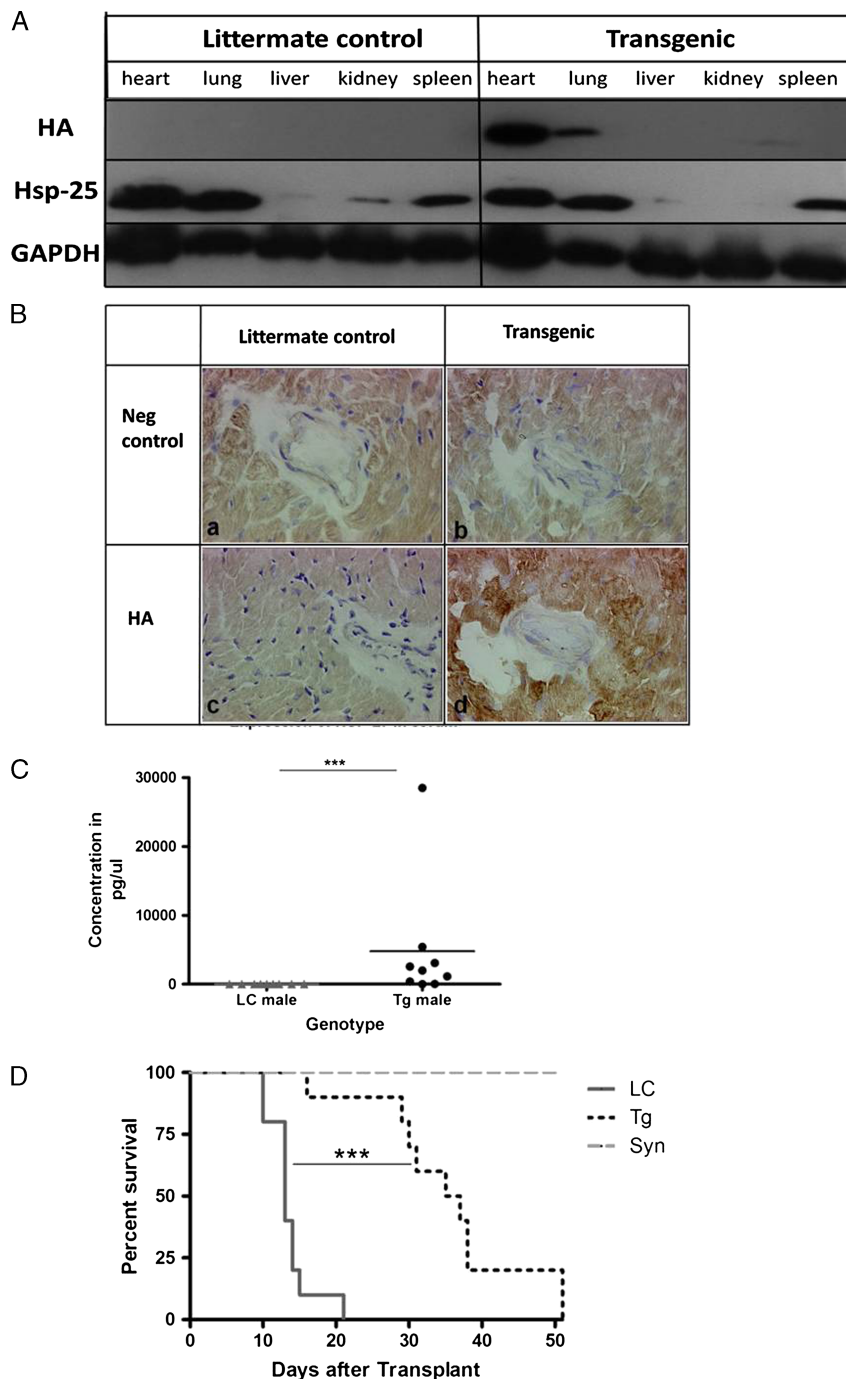 A
Littermate control Transgenic
heart lung liver kidney spleen heart lung liver kidney spleen
HA
Hsp-25
GAPDH
B
Littermate control Transgenic
Neg
control
a b
HA
c d
C
***
30000
20000
10000
0
Concentration in
pg/ul
LC male Tg male
Genotype
D
100
75
50
25
0
Percent survival
***
LC
Tg
Syn
0 10 20 30 40 50
Days after Transplant